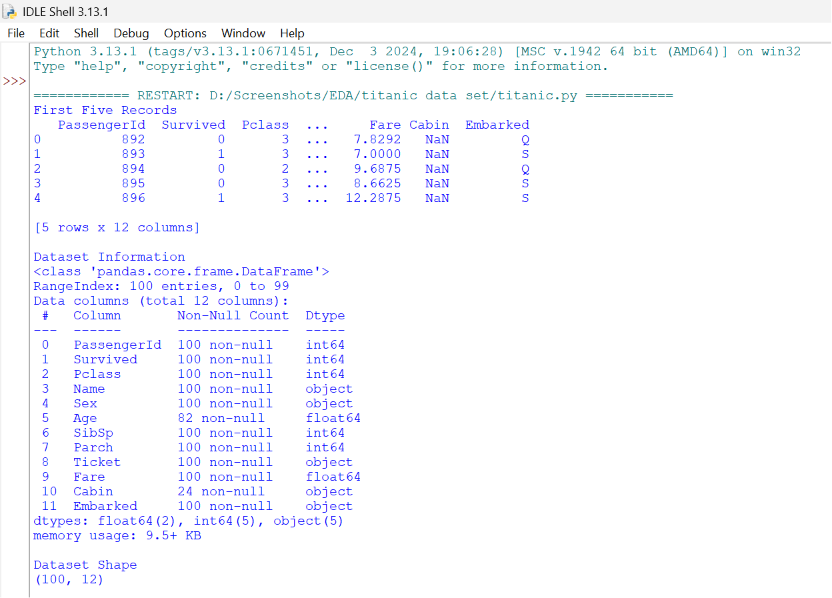 IDLE Shell 3.13.1
File Edit Shell Debug Options Window Help
Python 3.13.1 (tags/v3.13.1:0671451, Dec  3 2024, 19:06:28) [MSC v.1942 64 bit (AMD64)] on win32
Type "help", "copyright", "credits" or "license()" for more information.
>>>
============ RESTART: D:/Screenshots/EDA/titanic data set/titanic.py ===========
First Five Records
   PassengerId  Survived  Pclass  ...     Fare Cabin  Embarked
0          892         0       3  ...   7.8292   NaN         Q
1          893         1       3  ...   7.0000   NaN         S
2          894         0       2  ...   9.6875   NaN         Q
3          895         0       3  ...   8.6625   NaN         S
4          896         1       3  ...  12.2875   NaN         S
[5 rows x 12 columns]
Dataset Information
<class 'pandas.core.frame.DataFrame'>
RangeIndex: 100 entries, 0 to 99
Data columns (total 12 columns):
 #   Column       Non-Null Count  Dtype
---  ------       --------------  -----
 0   PassengerId  100 non-null    int64
 1   Survived     100 non-null    int64
 2   Pclass       100 non-null    int64
 3   Name         100 non-null    object
 4   Sex          100 non-null    object
 5   Age          82 non-null     float64
 6   SibSp        100 non-null    int64
 7   Parch        100 non-null    int64
 8   Ticket       100 non-null    object
 9   Fare         100 non-null    float64
 10  Cabin        24 non-null     object
 11  Embarked     100 non-null    object
dtypes: float64(2), int64(5), object(5)
memory usage: 9.5+ KB
Dataset Shape
(100, 12)